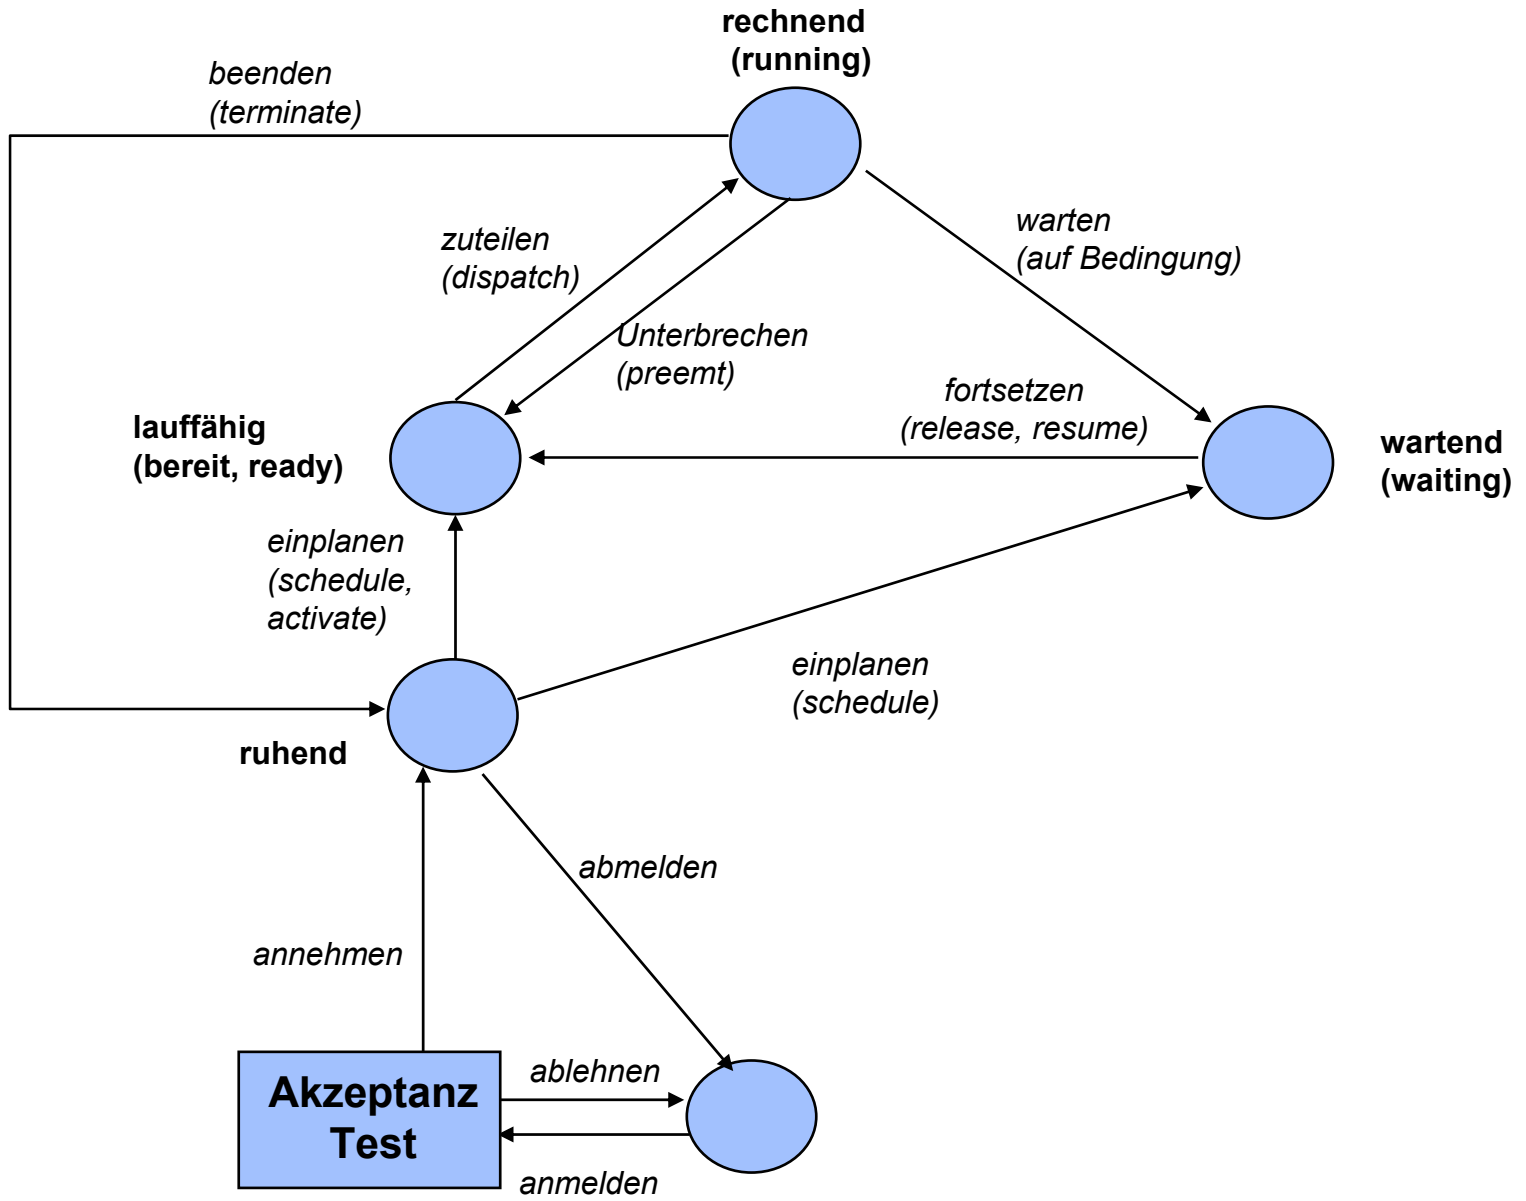 rechnend
(running)
beenden
(terminate)
zuteilen
(dispatch)
warten
(auf Bedingung)
Unterbrechen
(preemt)
fortsetzen
(release, resume)
lauffähig
(bereit, ready)
wartend
(waiting)
einplanen
(schedule,
activate)
einplanen
(schedule)
ruhend
abmelden
annehmen
Akzeptanz
Test
ablehnen
anmelden